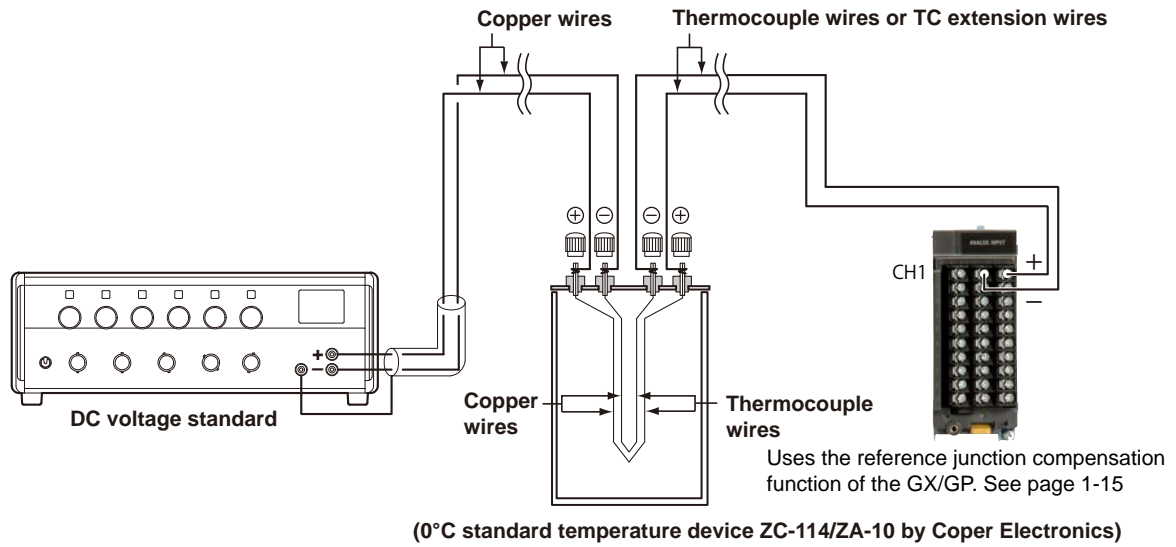 Copper wires
Thermocouple wires or TC extension wires
⊕ ⊖ ⊖ ⊕
ANALOG INPUT
CH1
+
−
+
−
DC voltage standard
Copper
wires
Thermocouple
wires
Uses the reference junction compensation
function of the GX/GP. See page 1-15
(0°C standard temperature device ZC-114/ZA-10 by Coper Electronics)